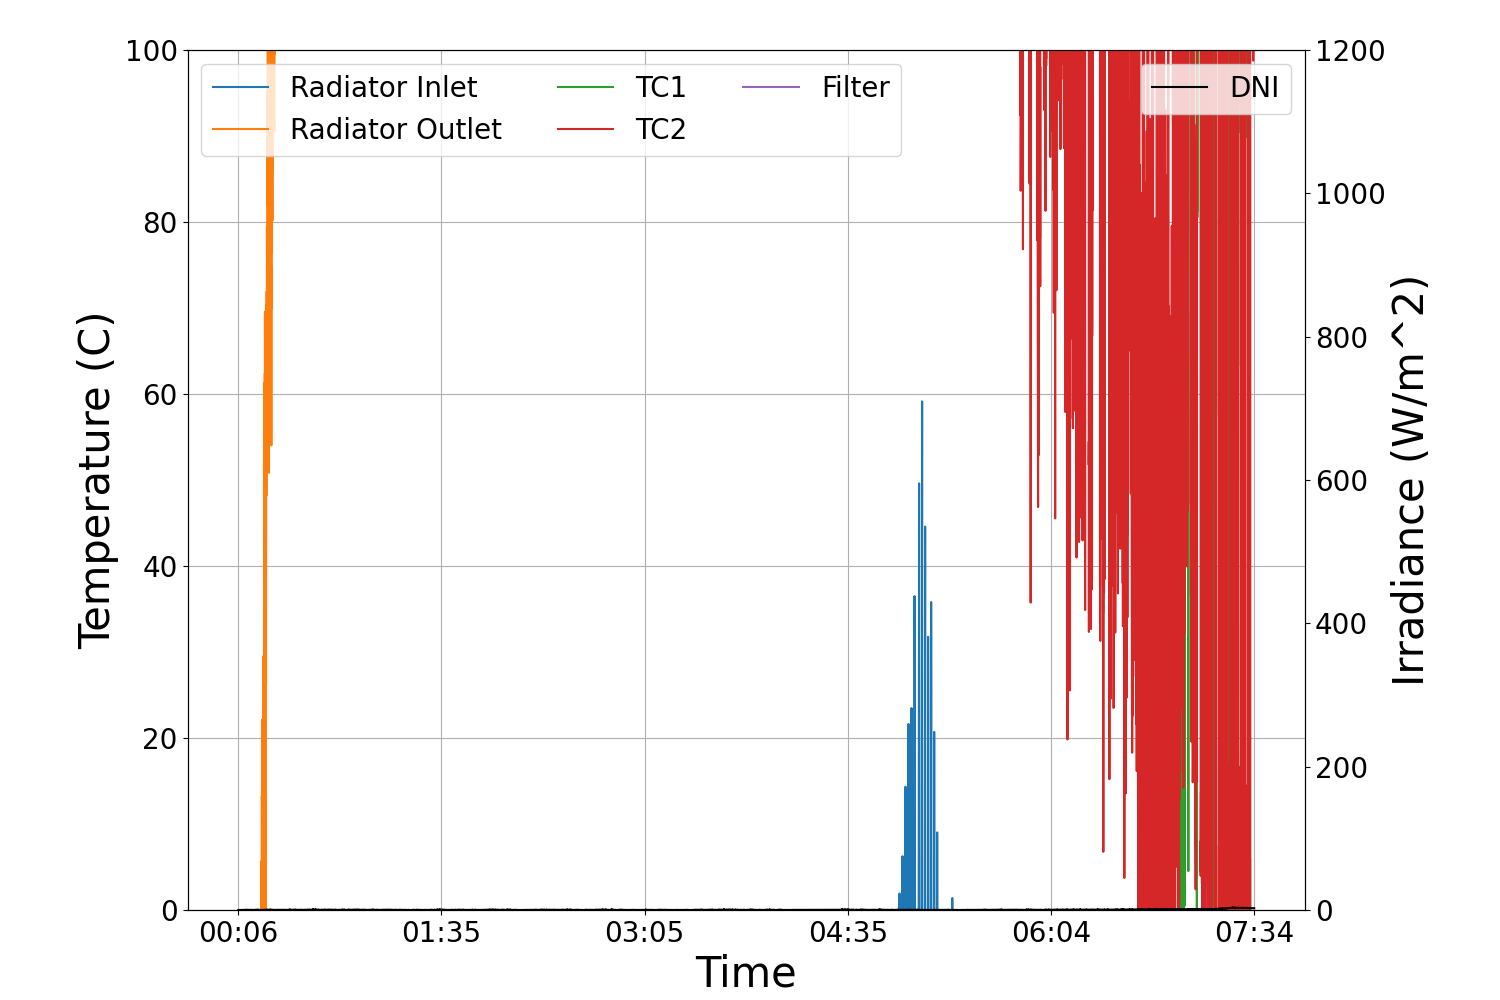 100
80
60
40
20
0
Temperature (C)
Radiator Inlet
Radiator Outlet
TC1
TC2
Filter
DNI
1200
1000
800
600
400
200
0
Irradiance (W/m^2)
00:06 01:35 03:05 04:35 06:04 07:34
Time